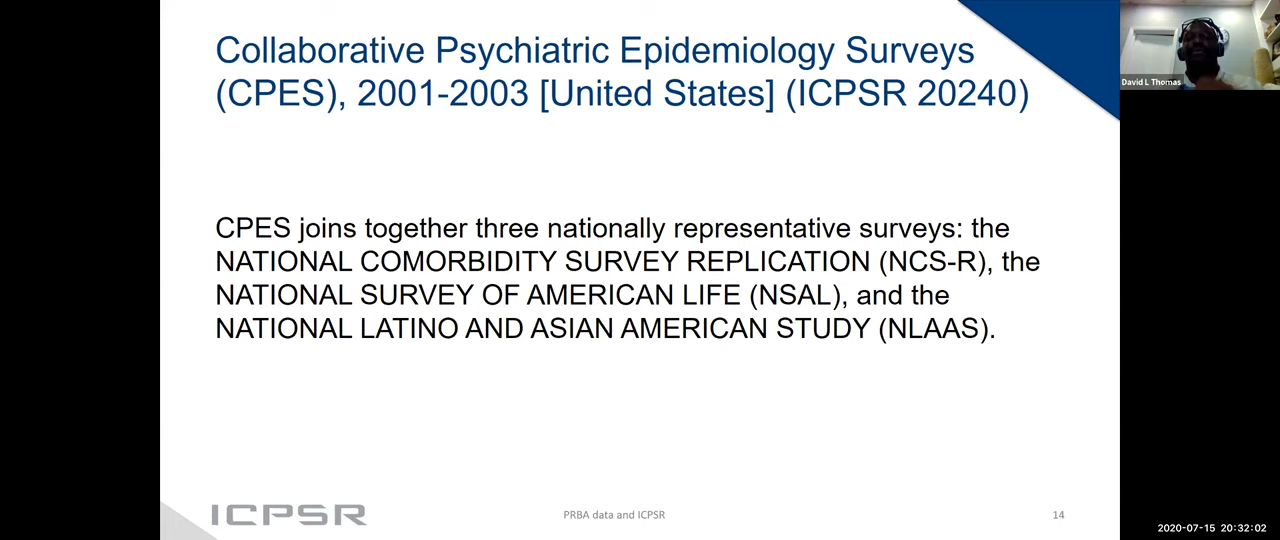 Collaborative Psychiatric Epidemiology Surveys
(CPES), 2001-2003 [United States] (ICPSR 20240)
David L Thomas
CPES joins together three nationally representative surveys: the
NATIONAL COMORBIDITY SURVEY REPLICATION (NCS-R), the
NATIONAL SURVEY OF AMERICAN LIFE (NSAL), and the
NATIONAL LATINO AND ASIAN AMERICAN STUDY (NLAAS).
ICPSR
PRBA data and ICPSR
14
2020-07-15 20:32:02